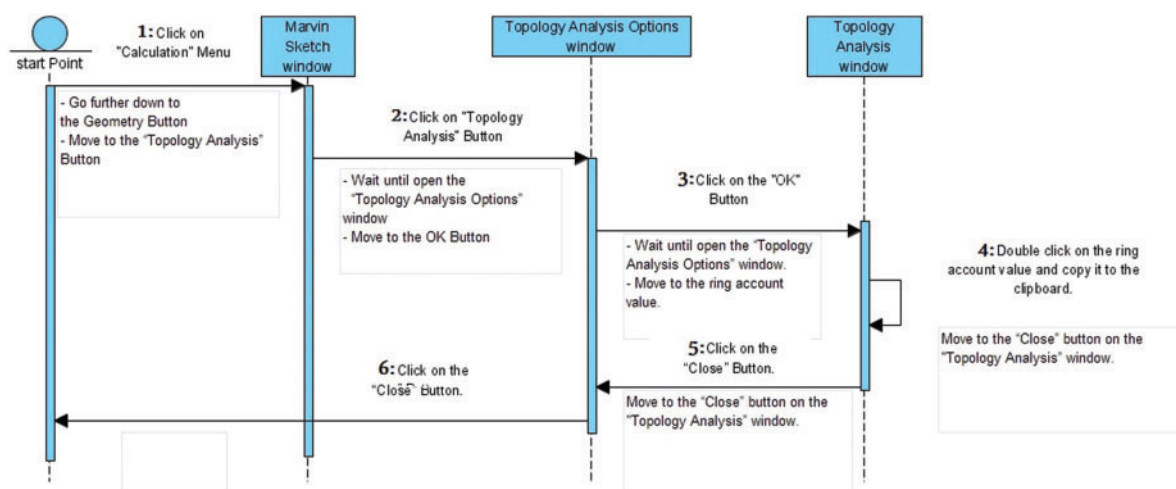 start Point
1:Click on
"Calculation" Menu
Marvin
Sketch
window
Topology Analysis Options
window
Topology
Analysis
window
- Go further down to
the Geometry Button
- Move to the "Topology Analysis"
Button
2:Click on "Topology
Analysis" Button
- Wait until open the
"Topology Analysis Options"
window
- Move to the OK Button
3:Click on the "OK"
Button
- Wait until open the "Topology
Analysis Options" window.
- Move to the ring account
value.
4:Double click on the ring
account value and copy it to the
clipboard.
Move to the "Close" button on the
"Topology Analysis" window.
5:Click on the
"Close" Button.
Move to the "Close" button on the
"Topology Analysis" window.
6:Click on the
"Close" Button.